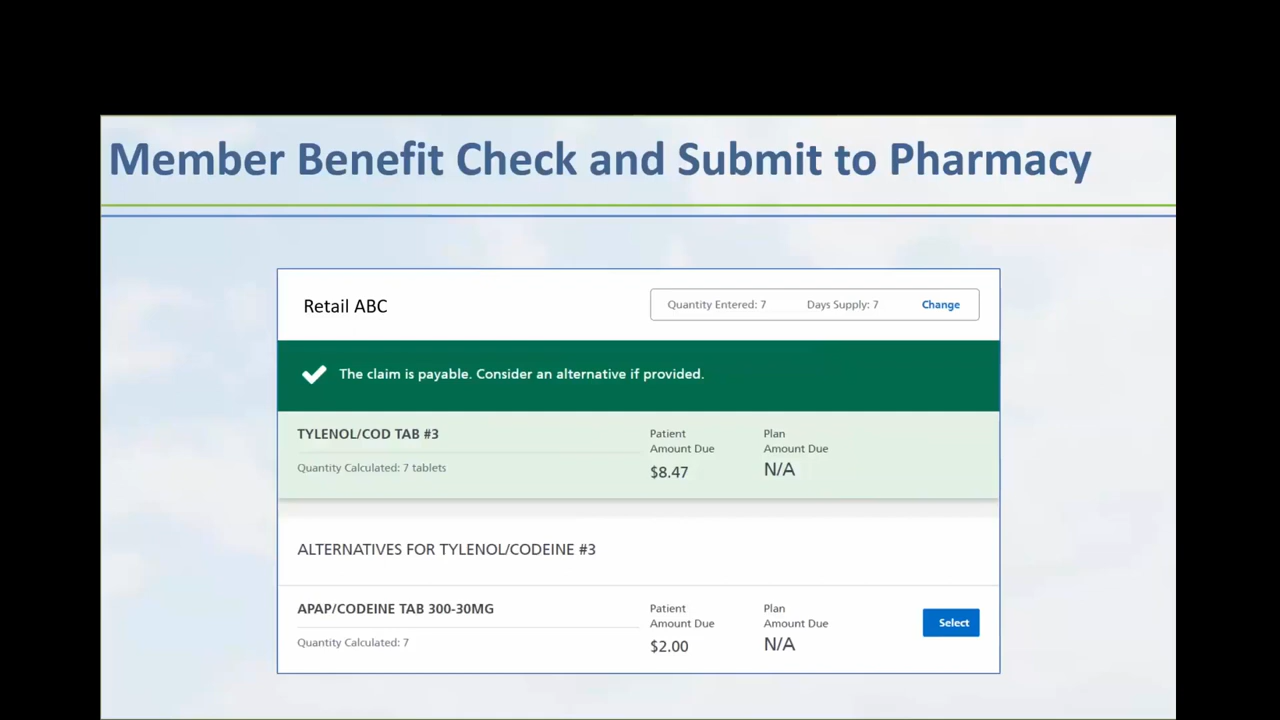 Member Benefit Check and Submit to Pharmacy
Retail ABC
Quantity Entered: 7 Days Supply: 7 Change
The claim is payable. Consider an alternative if provided.
TYLENOL/COD TAB #3
Quantity Calculated: 7 tablets
Patient
Amount Due
$8.47
Plan
Amount Due
N/A
ALTERNATIVES FOR TYLENOL/CODEINE #3
APAP/CODEINE TAB 300-30MG
Quantity Calculated: 7
Patient
Amount Due
$2.00
Plan
Amount Due
N/A
Select